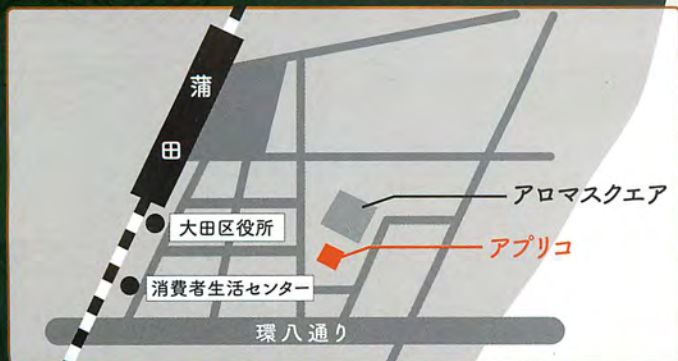 蒲田
アロマスクエア
大田区役所
アプリコ
消費者生活センター
環八通り